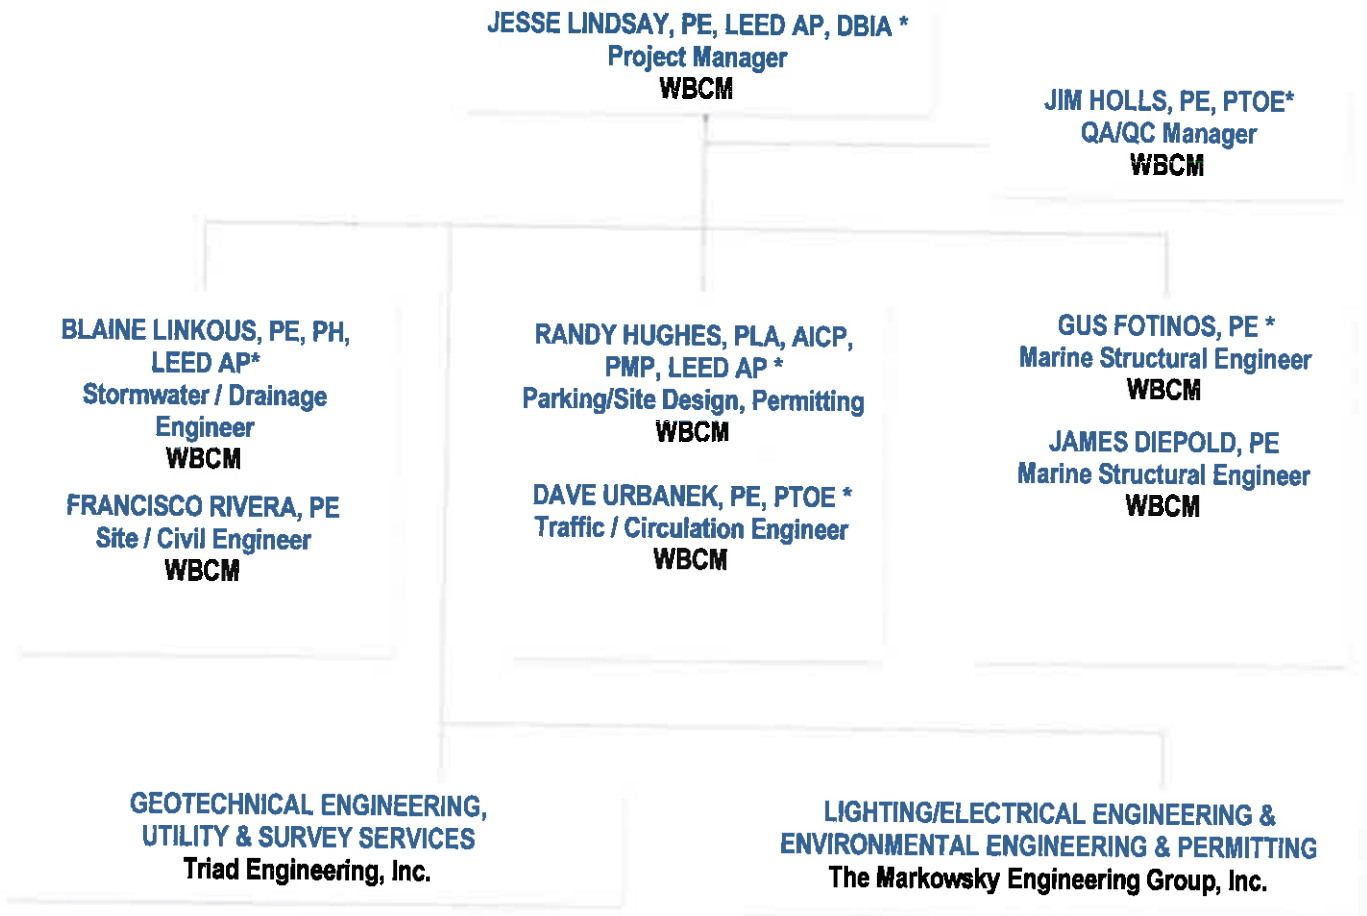 JESSE LINDSAY, PE, LEED AP, DBIA *
Project Manager
WBCM
JIM HOLLS, PE, PTOE*
QA/QC Manager
WBCM
BLAINE LINKOUS, PE, PH,
LEED AP*
Stormwater / Drainage
Engineer
WBCM
FRANCISCO RIVERA, PE
Site / Civil Engineer
WBCM
RANDY HUGHES, PLA, AICP,
PMP, LEED AP *
Parking/Site Design, Permitting
WBCM
DAVE URBANEK, PE, PTOE *
Traffic / Circulation Engineer
WBCM
GUS FOTINOS, PE *
Marine Structural Engineer
WBCM
JAMES DIEPOLD, PE
Marine Structural Engineer
WBCM
GEOTECHNICAL ENGINEERING,
UTILITY & SURVEY SERVICES
Triad Engineering, Inc.
LIGHTING/ELECTRICAL ENGINEERING &
ENVIRONMENTAL ENGINEERING & PERMITTING
The Markowsky Engineering Group, Inc.